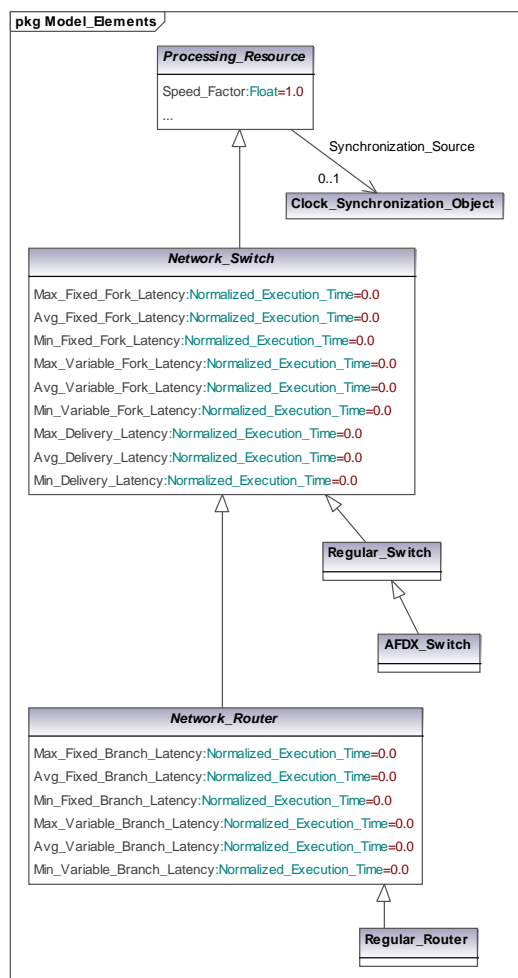 pkg Model_Elements
Processing_Resource
Speed_Factor:Float=1.0
...
Synchronization_Source
0..1
Clock_Synchronization_Object
Network_Switch
Max_Fixed_Fork_Latency:Normalized_Execution_Time=0.0
Avg_Fixed_Fork_Latency:Normalized_Execution_Time=0.0
Min_Fixed_Fork_Latency:Normalized_Execution_Time=0.0
Max_Variable_Fork_Latency:Normalized_Execution_Time=0.0
Avg_Variable_Fork_Latency:Normalized_Execution_Time=0.0
Min_Variable_Fork_Latency:Normalized_Execution_Time=0.0
Max_Delivery_Latency:Normalized_Execution_Time=0.0
Avg_Delivery_Latency:Normalized_Execution_Time=0.0
Min_Delivery_Latency:Normalized_Execution_Time=0.0
Regular_Switch
AFDX_Switch
Network_Router
Max_Fixed_Branch_Latency:Normalized_Execution_Time=0.0
Avg_Fixed_Branch_Latency:Normalized_Execution_Time=0.0
Min_Fixed_Branch_Latency:Normalized_Execution_Time=0.0
Max_Variable_Branch_Latency:Normalized_Execution_Time=0.0
Avg_Variable_Branch_Latency:Normalized_Execution_Time=0.0
Min_Variable_Branch_Latency:Normalized_Execution_Time=0.0
Regular_Router